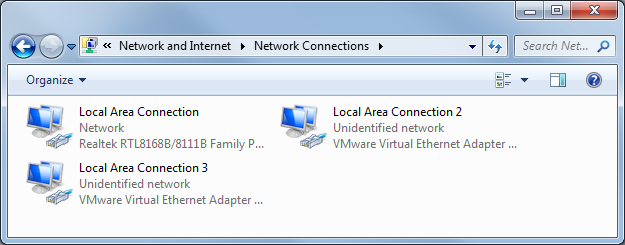 « Network and Internet Network Connections
Search Net...
Organize
Local Area Connection
Network
Realtek RTL8168B/8111B Family P...
Local Area Connection 2
Unidentified network
VMware Virtual Ethernet Adapter ...
Local Area Connection 3
Unidentified network
VMware Virtual Ethernet Adapter ...